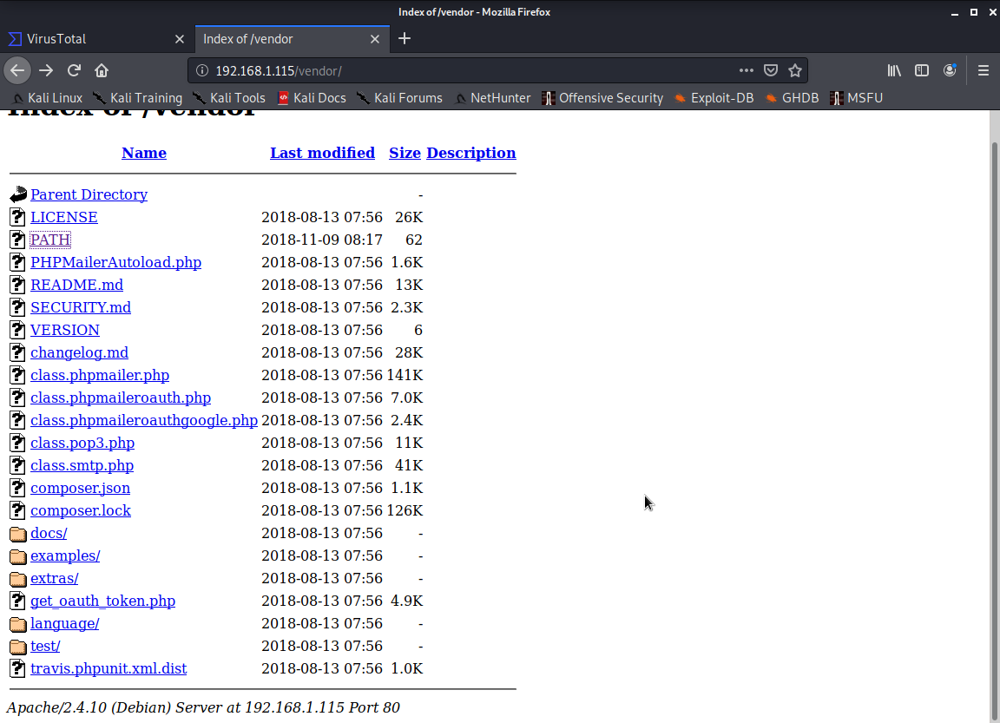 Index of /vendor - Mozilla Firefox
VirusTotal
Index of /vendor
192.168.1.115/vendor/
Kali Linux Kali Training Kali Tools Kali Docs Kali Forums NetHunter Offensive Security Exploit-DB GHDB MSFU
Index of /vendor
Name Last modified Size Description
Parent Directory -
LICENSE 2018-08-13 07:56 26K
PATH 2018-11-09 08:17 62
PHPMailerAutoload.php 2018-08-13 07:56 1.6K
README.md 2018-08-13 07:56 13K
SECURITY.md 2018-08-13 07:56 2.3K
VERSION 2018-08-13 07:56 6
changelog.md 2018-08-13 07:56 28K
class.phpmailer.php 2018-08-13 07:56 141K
class.phpmaileroauth.php 2018-08-13 07:56 7.0K
class.phpmaileroauthgoogle.php 2018-08-13 07:56 2.4K
class.pop3.php 2018-08-13 07:56 11K
class.smtp.php 2018-08-13 07:56 41K
composer.json 2018-08-13 07:56 1.1K
composer.lock 2018-08-13 07:56 126K
docs/ 2018-08-13 07:56 -
examples/ 2018-08-13 07:56 -
extras/ 2018-08-13 07:56 -
get_oauth_token.php 2018-08-13 07:56 4.9K
language/ 2018-08-13 07:56 -
test/ 2018-08-13 07:56 -
travis.phpunit.xml.dist 2018-08-13 07:56 1.0K
Apache/2.4.10 (Debian) Server at 192.168.1.115 Port 80